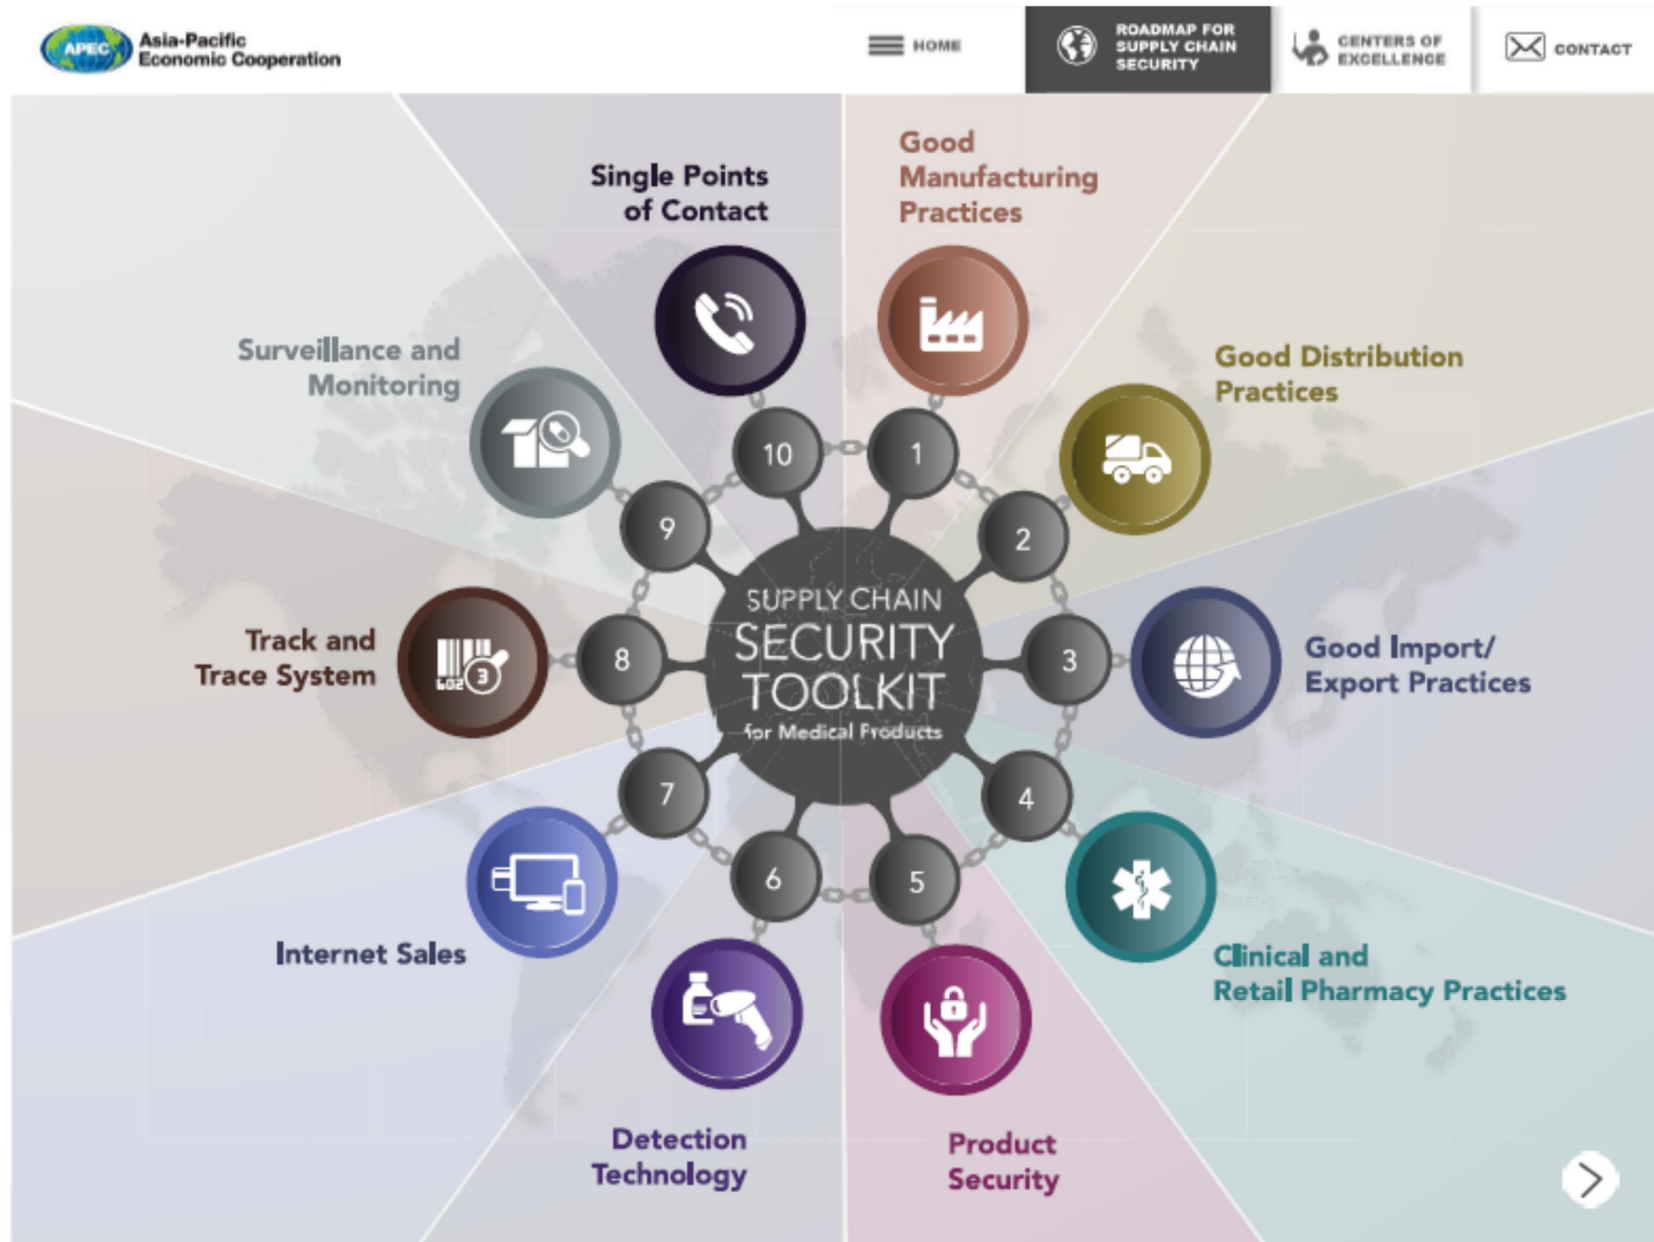 APEC
Asia-Pacific
Economic Cooperation
HOME
ROADMAP FOR
SUPPLY CHAIN
SECURITY
CENTERS OF
EXCELLENCE
CONTACT
Good
Manufacturing
Practices
Single Points
of Contact
Good Distribution
Practices
Surveillance and
Monitoring
10
1
9
2
SUPPLY CHAIN
SECURITY
TOOLKIT
for Medical Products
Track and
Trace System
602
3
8
3
Good Import/
Export Practices
7
4
6
5
Internet Sales
Clinical and
Retail Pharmacy Practices
Detection
Technology
Product
Security